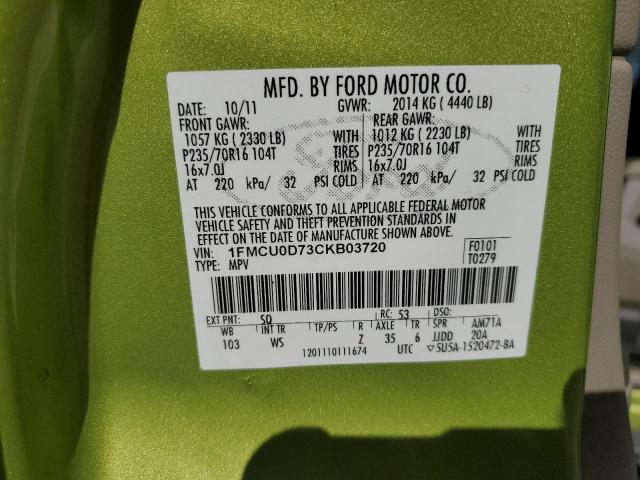 MFD. BY FORD MOTOR CO.
DATE: 10/11 GVWR: 2014 KG ( 4440 LB)
FRONT GAWR: REAR GAWR:
1057 KG ( 2330 LB) WITH 1012 KG ( 2230 LB) WITH
P235/70R16 104T TIRES P235/70R16 104T TIRES
16x7.0J RIMS 16x7.0J RIMS
AT 220 kPa/ 32 PSI COLD AT 220 kPa/ 32 PSI COLD
THIS VEHICLE CONFORMS TO ALL APPLICABLE FEDERAL MOTOR
VEHICLE SAFETY AND THEFT PREVENTION STANDARDS IN
EFFECT ON THE DATE OF MANUFACTURE SHOWN ABOVE.
VIN: 1FMCU0D73CKB03720 F0101
TYPE: MPV T0279
EXT PNT: SQ RC: 53 DSO:
WB INT TR TP/PS R AXLE TR SPR AM71A
103 WS Z 35 6 JJDD 20A
1201110111674 UTC ▽5U5A-1520472-BA